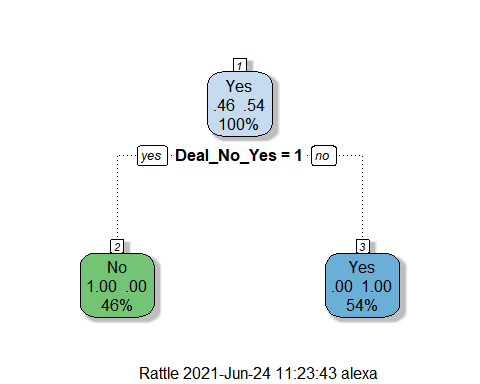 1
Yes
.46 .54
100%
yes Deal_No_Yes = 1 no
2
No
1.00 .00
46%
3
Yes
.00 1.00
54%
Rattle 2021-Jun-24 11:23:43 alexa